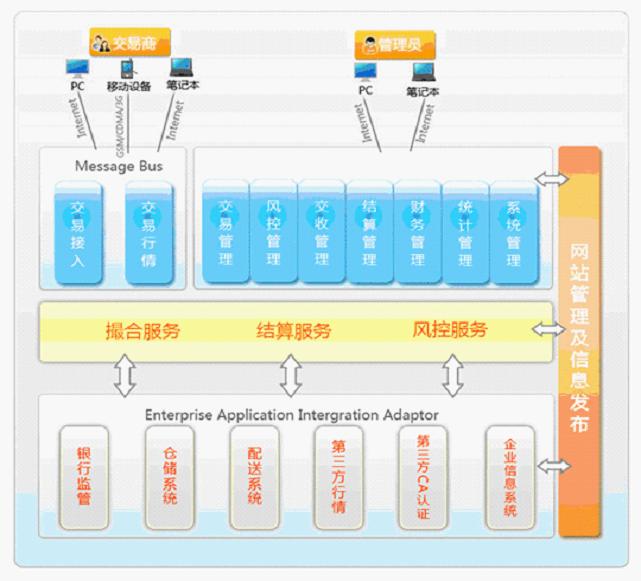 交易商
管理员
PC
移动设备
笔记本
PC
笔记本
Internet
GSM/CDMA/3G
Internet
Internet
Internet
Message Bus
交易接入
交易行情
交易管理
风控管理
交收管理
结算管理
财务管理
统计管理
系统管理
网站管理及信息发布
撮合服务
结算服务
风控服务
Enterprise Application Intergration Adaptor
银行监管
仓储系统
配送系统
第三方行情
第三方CA认证
企业信息系统